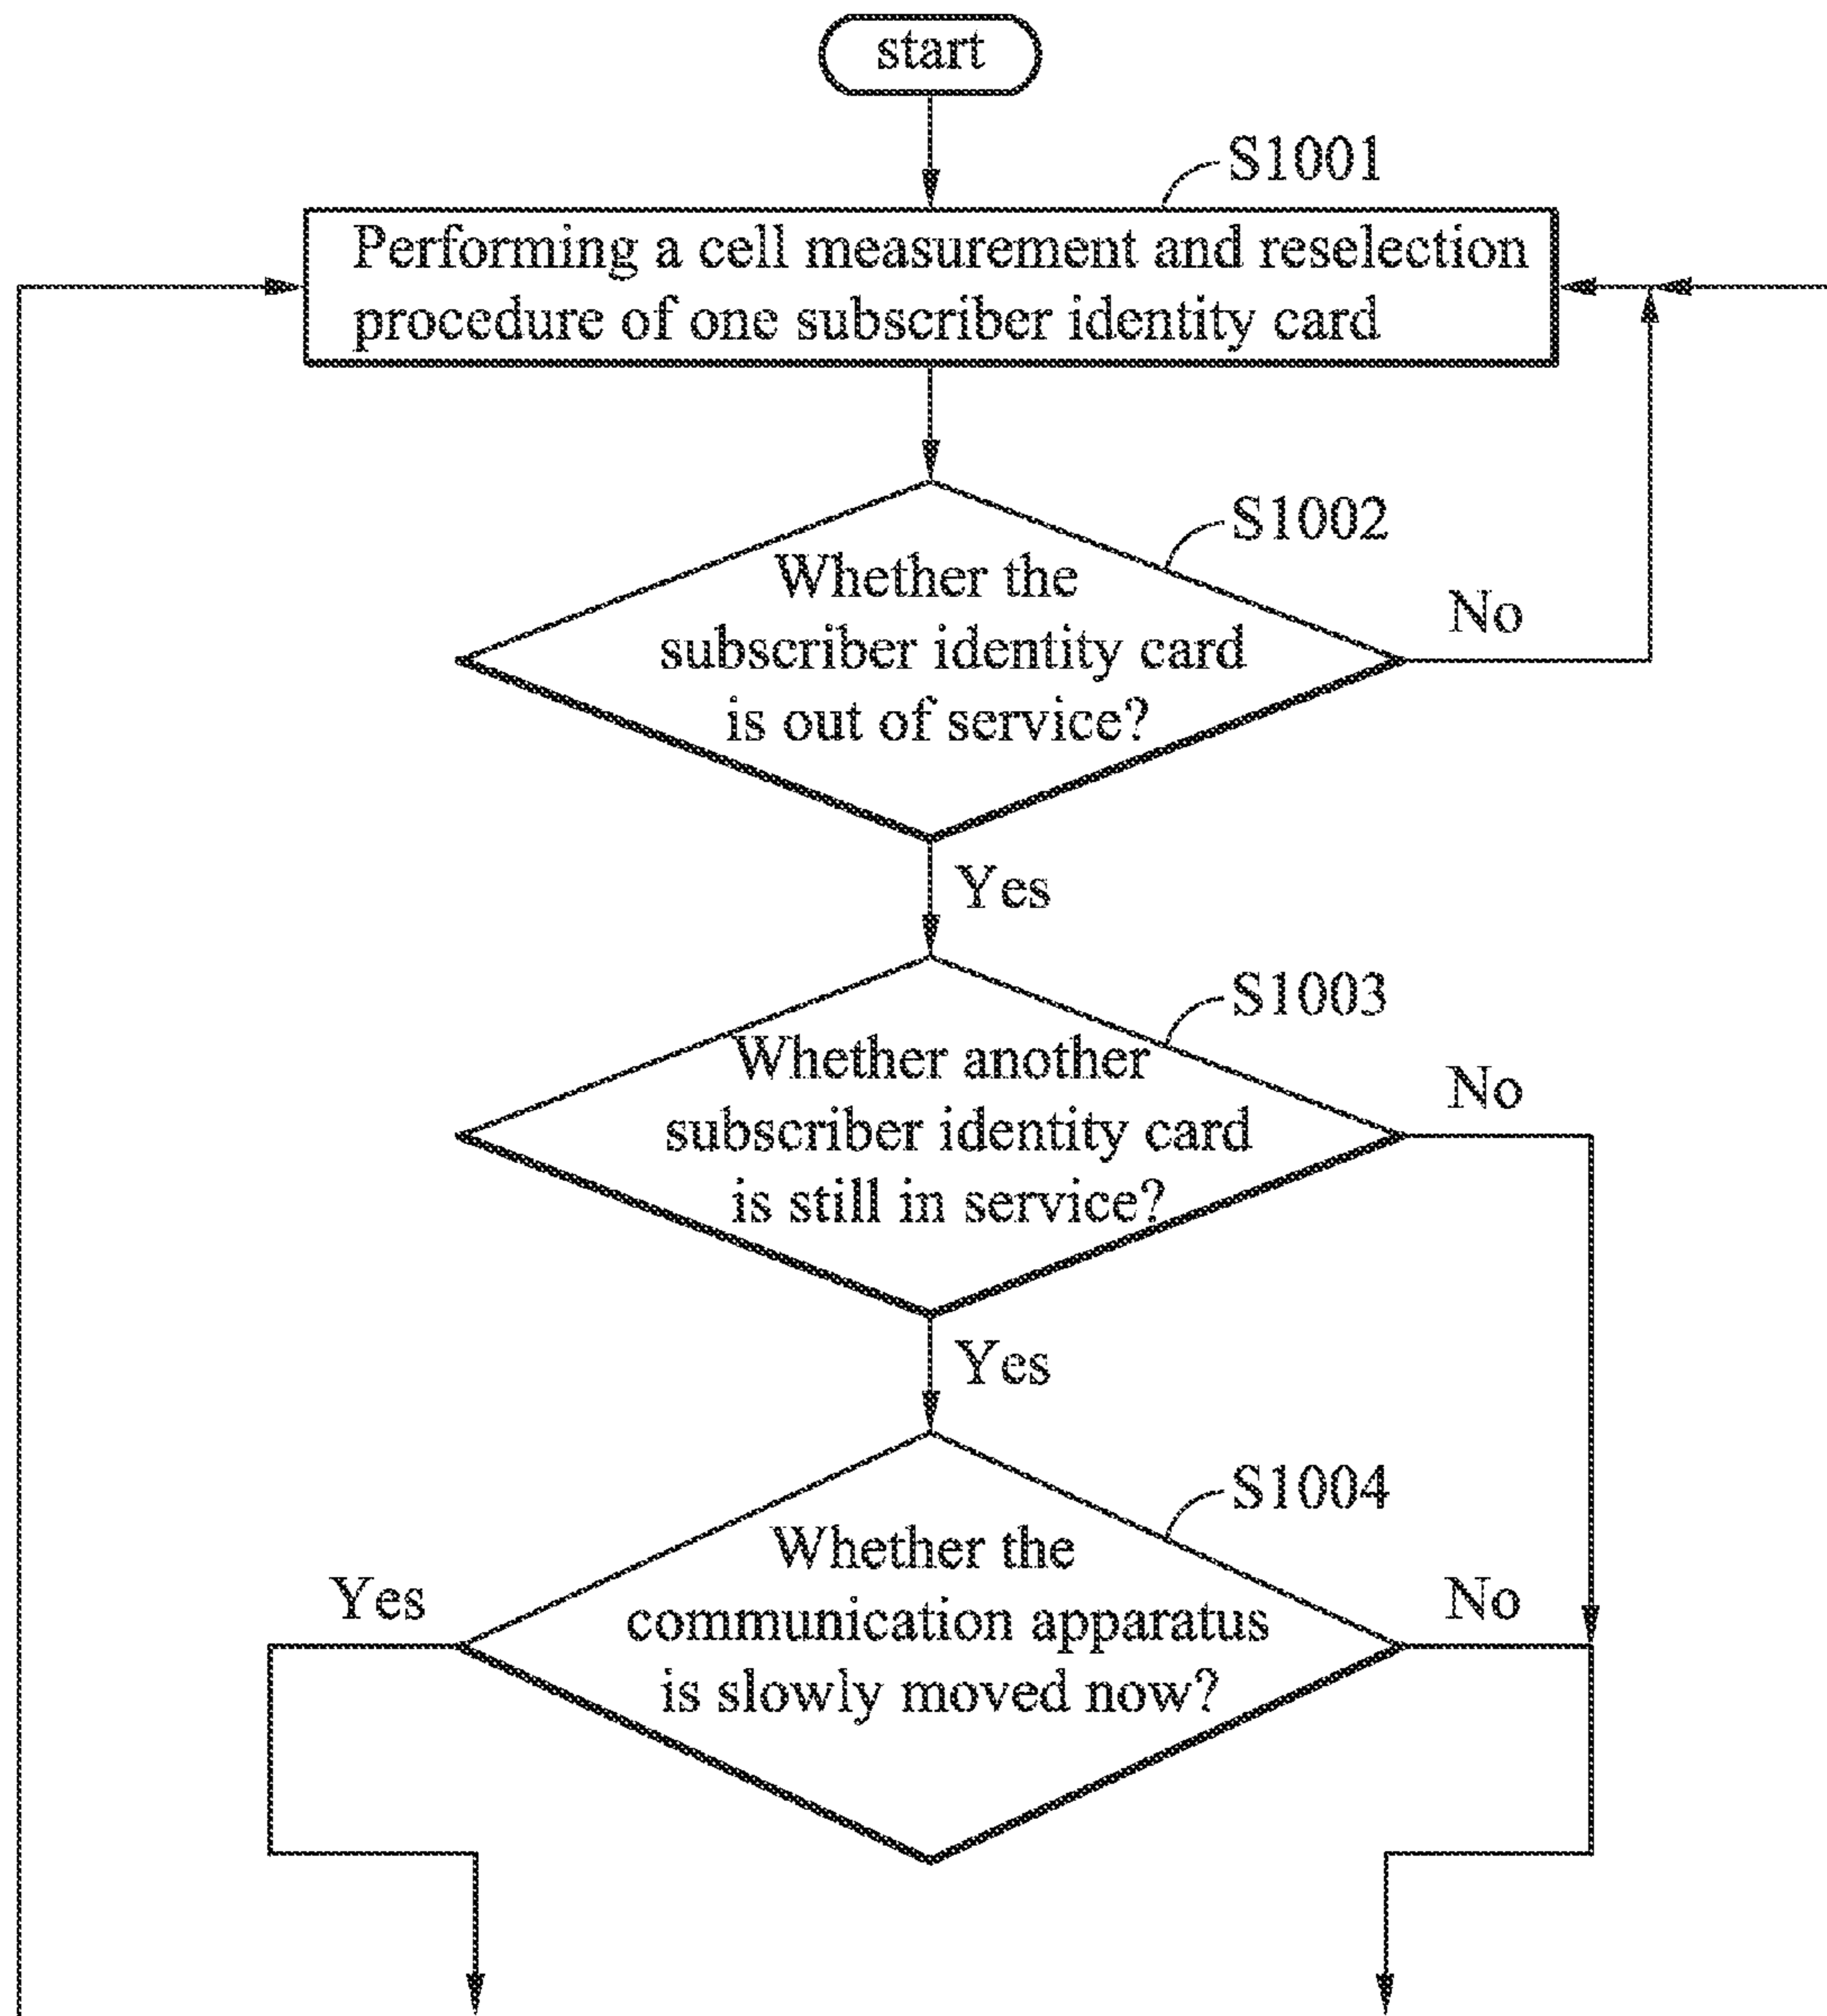 start
S1001
Performing a cell measurement and reselection
procedure of one subscriber identity card
S1002
Whether the
subscriber identity card
is out of service?
No
Yes
S1003
Whether another
subscriber identity card
is still in service?
No
Yes
S1004
Whether the
communication apparatus
is slowly moved now?
Yes
No